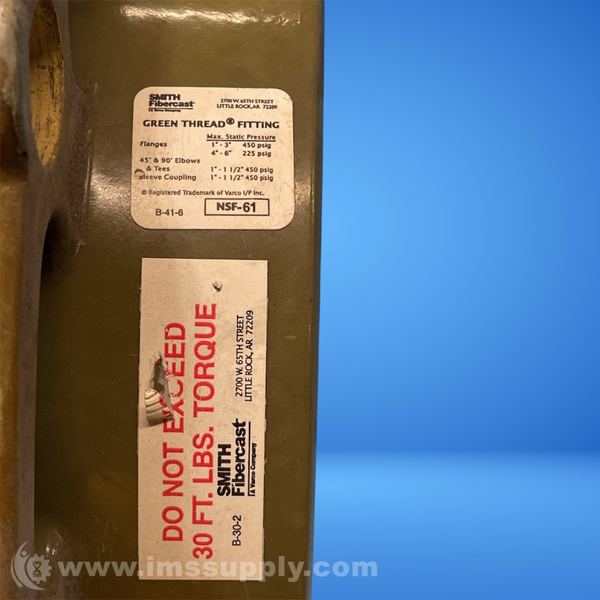 SMITH
Fibercast
A Varco Company
2700 W. 65TH STREET
LITTLE ROCK, AR 72209
GREEN THREAD® FITTING
Max. Static Pressure
Flanges 1" - 3" 450 psig
4" - 6" 225 psig
45° & 90° Elbows
& Tees 1" - 1 1/2" 450 psig
Sleeve Coupling 1" - 1 1/2" 450 psig
® Registered Trademark of Varco I/P Inc.
B-41-6 NSF-61
DO NOT EXCEED
30 FT. LBS. TORQUE
SMITH
Fibercast
A Varco Company
2700 W. 65TH STREET
LITTLE ROCK, AR 72209
B-30-2
www.imssupply.com